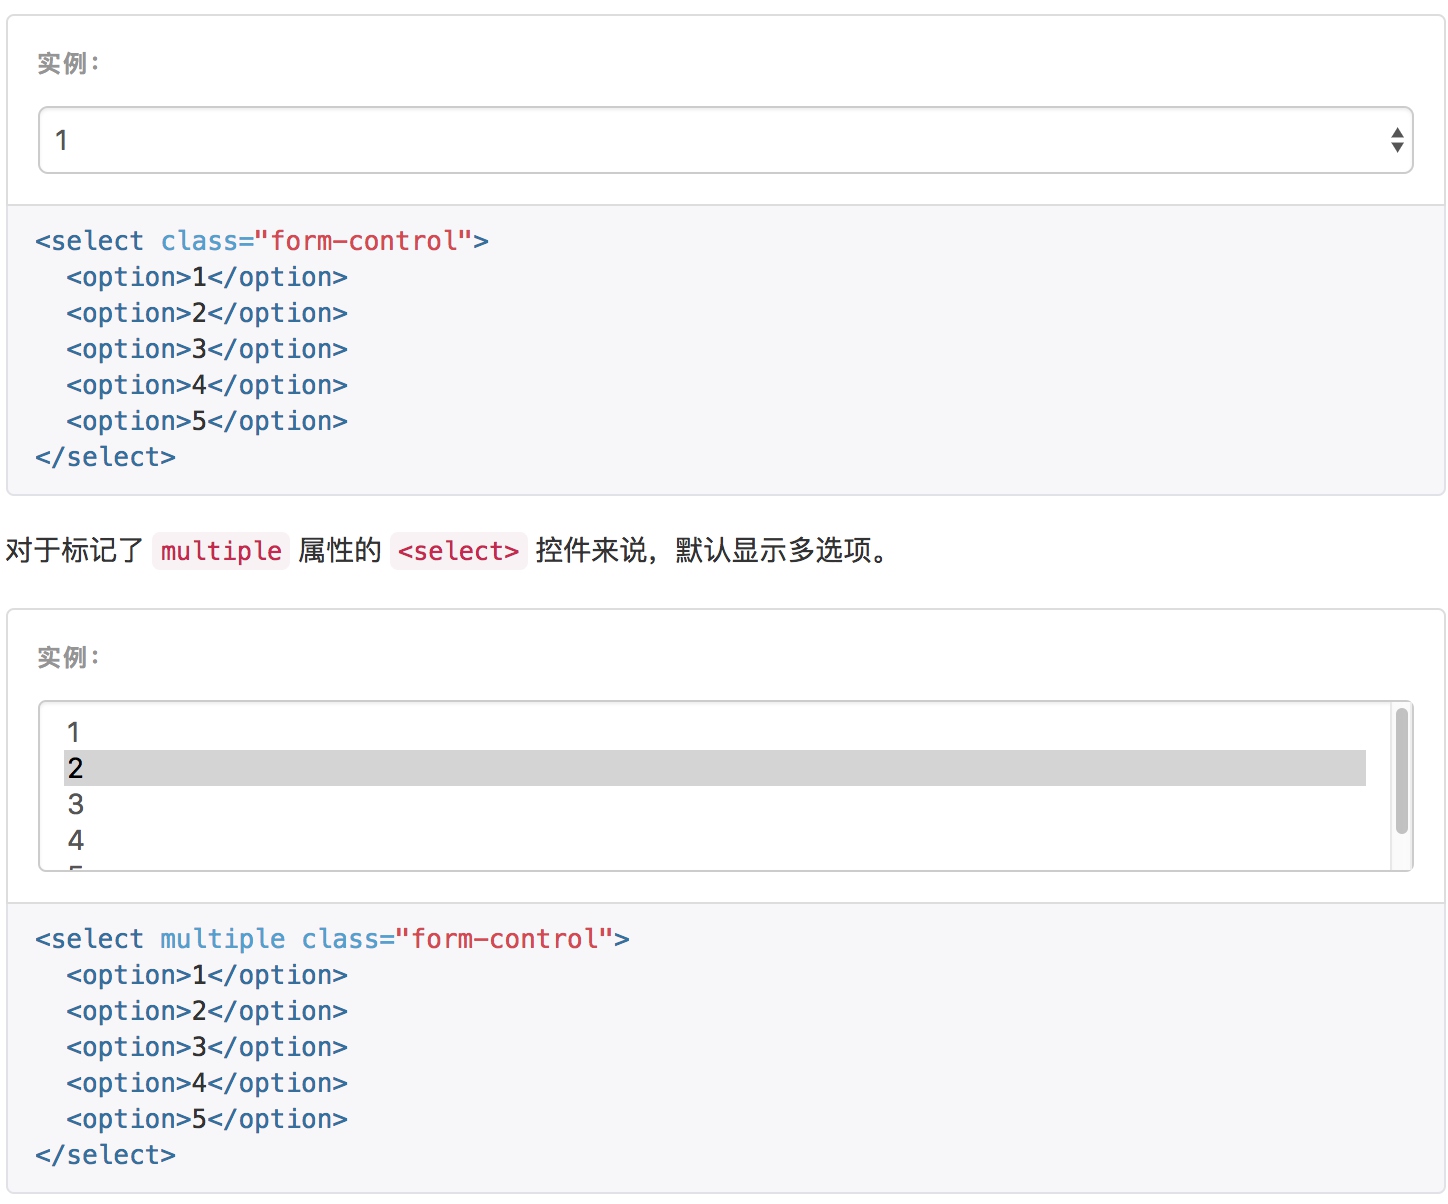 实例：
1
<select class="form-control">
  <option>1</option>
  <option>2</option>
  <option>3</option>
  <option>4</option>
  <option>5</option>
</select>
对于标记了 multiple 属性的 <select> 控件来说，默认显示多选项。
实例：
1
2
3
4
<select multiple class="form-control">
  <option>1</option>
  <option>2</option>
  <option>3</option>
  <option>4</option>
  <option>5</option>
</select>